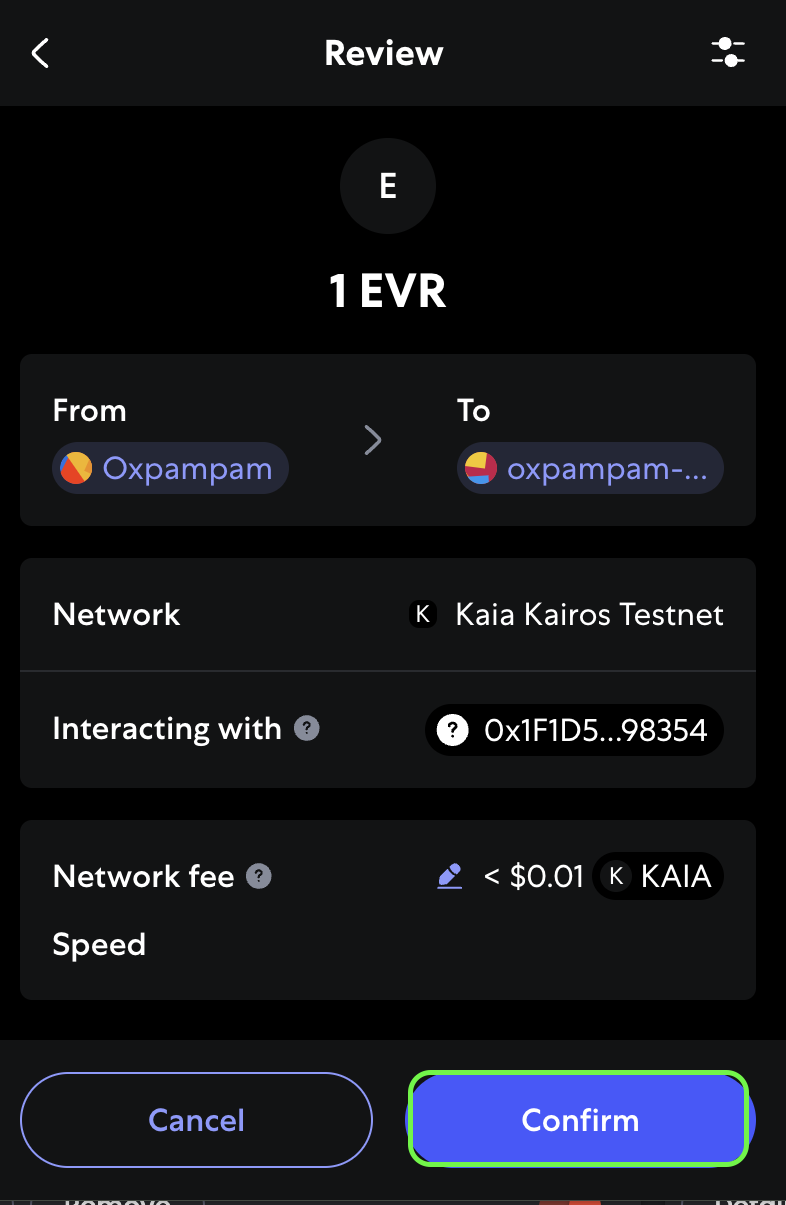 Review
E
1 EVR
From
To
Oxpampam
oxpampam-...
Network
K Kaia Kairos Testnet
Interacting with ?
? 0x1F1D5...98354
Network fee ?
< $0.01 K KAIA
Speed
Cancel
Confirm